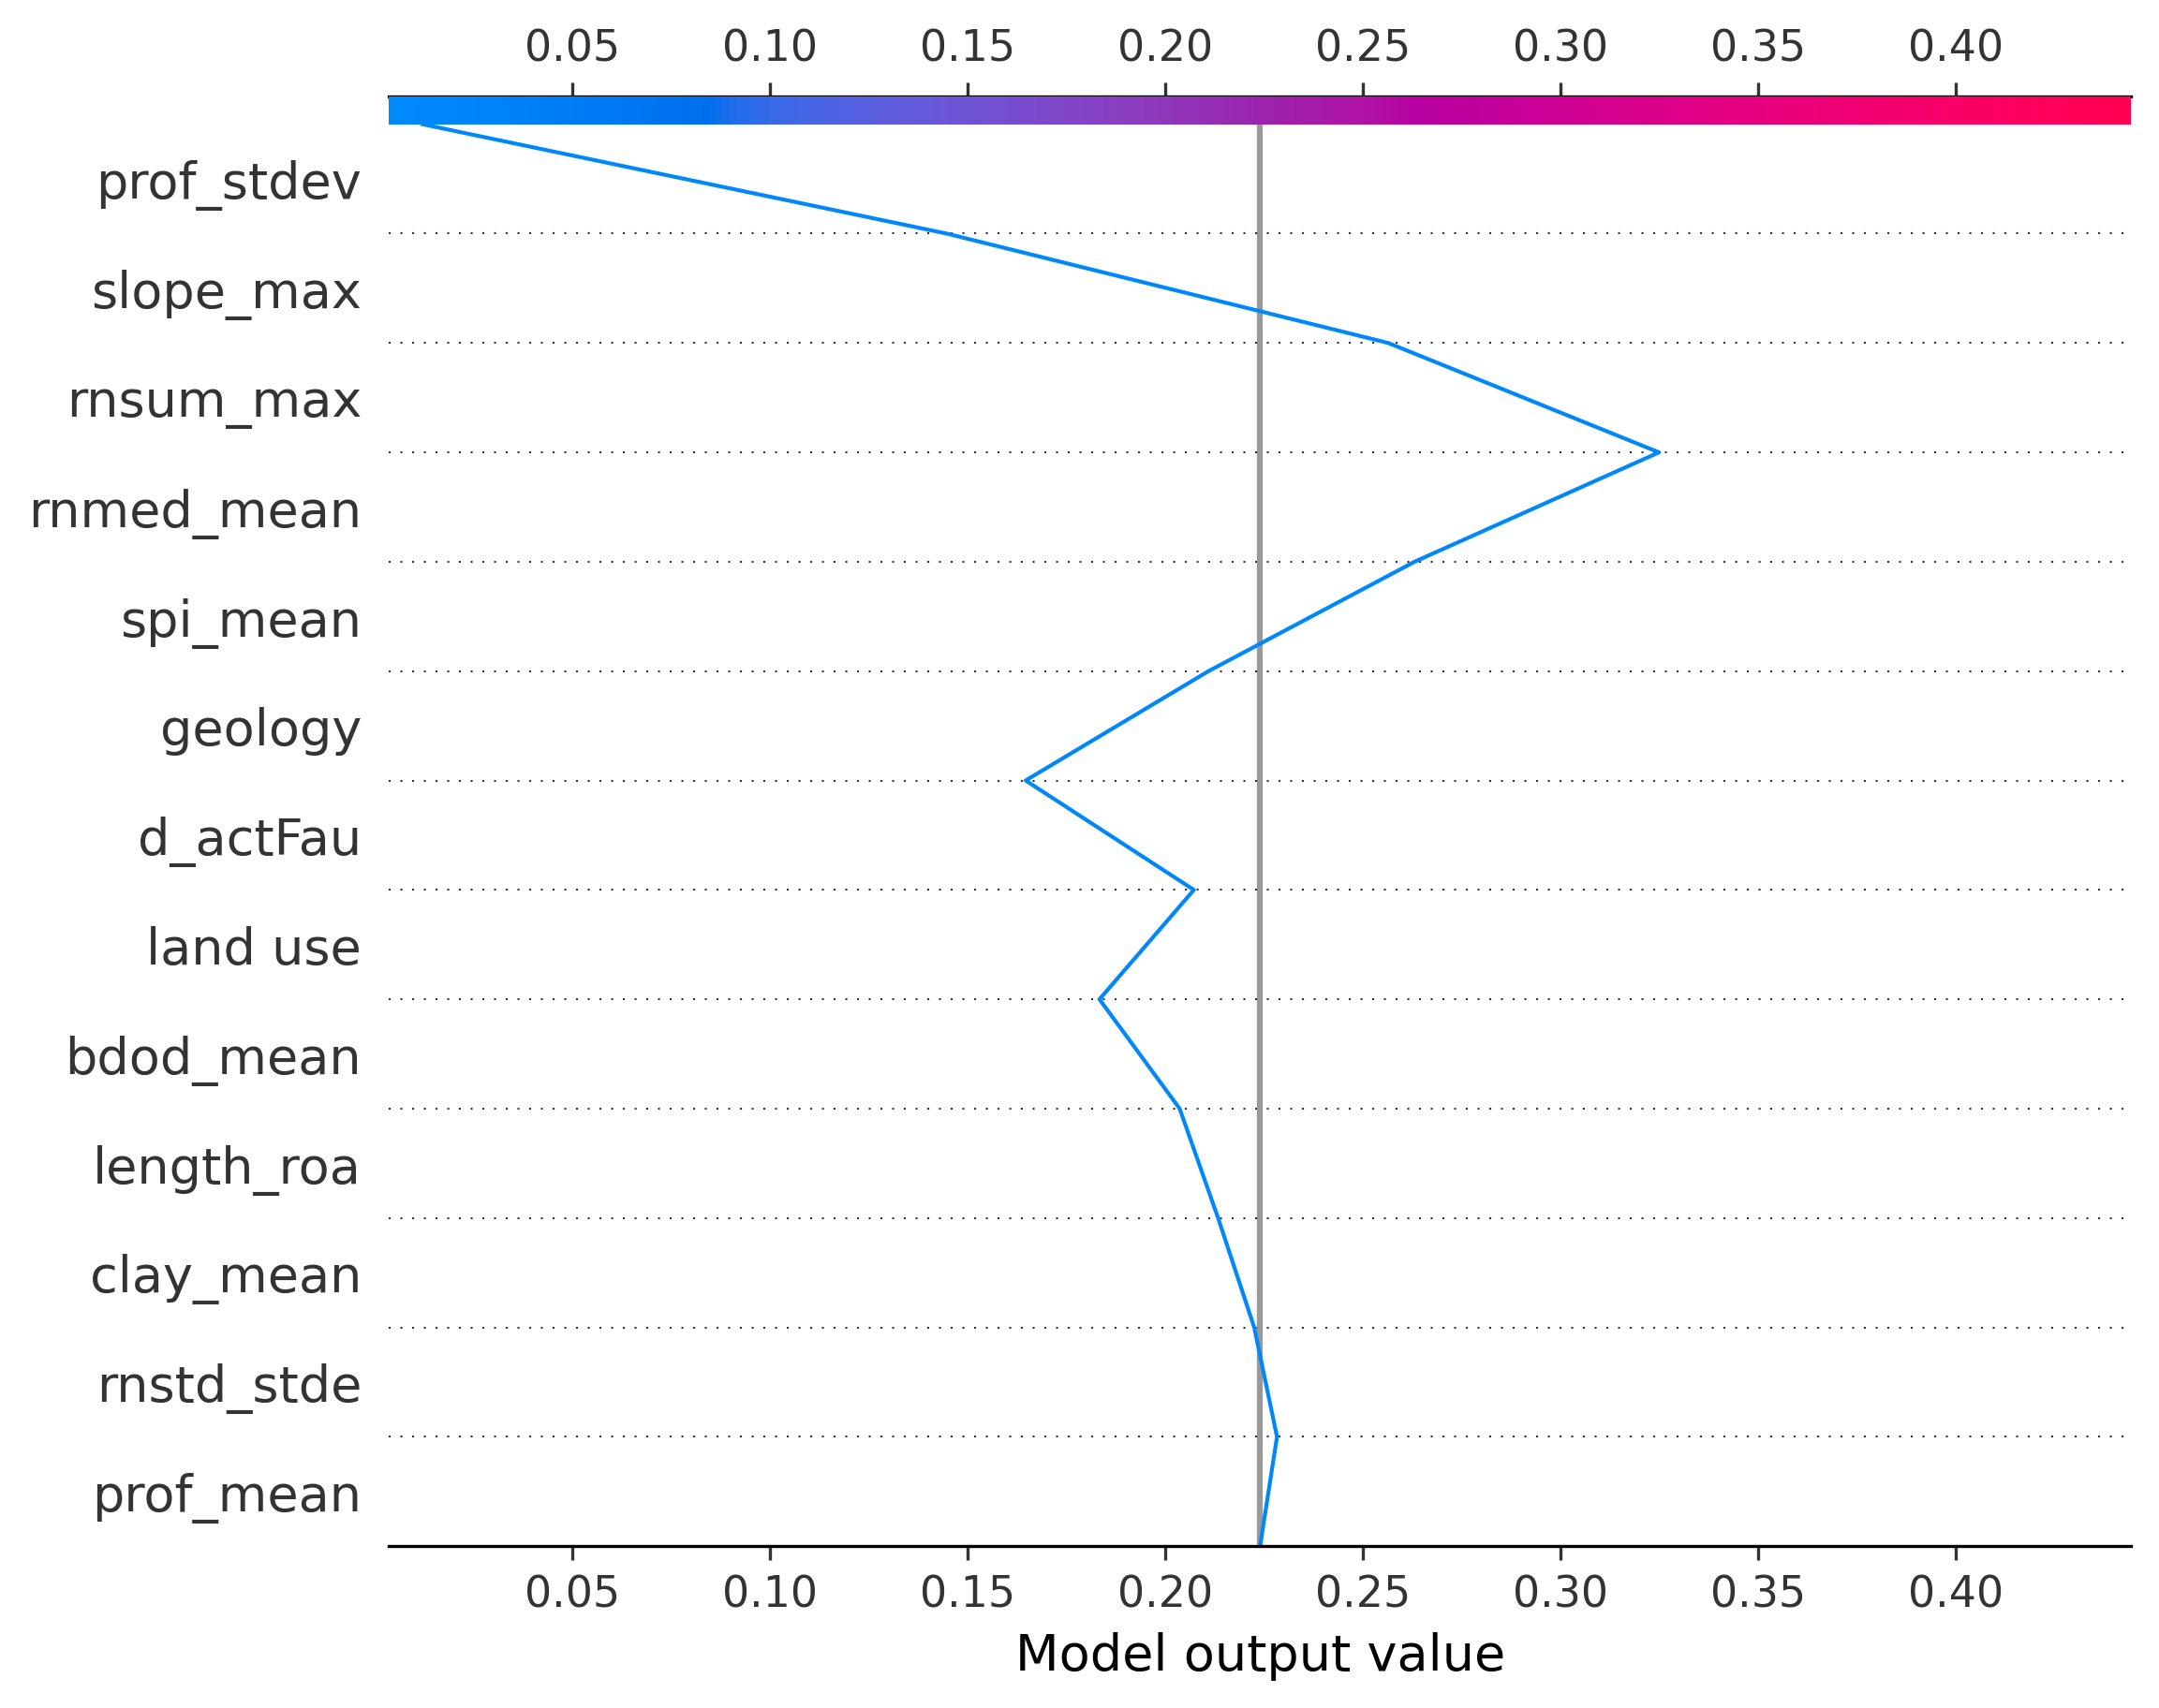 0.05 0.10 0.15 0.20 0.25 0.30 0.35 0.40
prof_stdev
slope_max
rnsum_max
rnmed_mean
spi_mean
geology
d_actFau
land use
bdod_mean
length_roa
clay_mean
rnstd_stde
prof_mean
0.05 0.10 0.15 0.20 0.25 0.30 0.35 0.40
Model output value